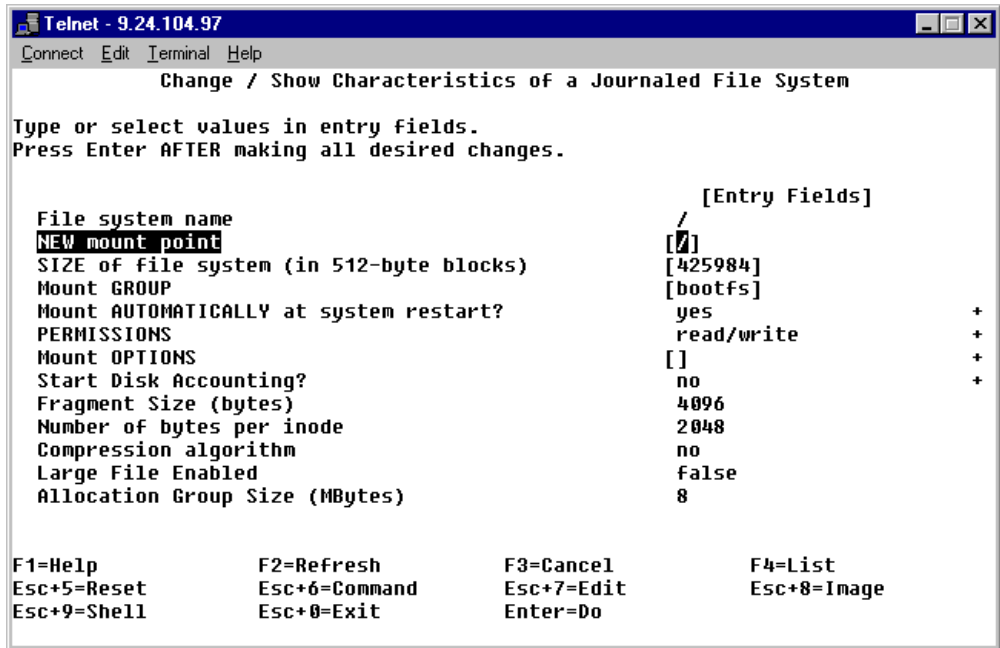 Telnet - 9.24.104.97
Connect Edit Terminal Help
Change / Show Characteristics of a Journaled File System
Type or select values in entry fields.
Press Enter AFTER making all desired changes.
[Entry Fields]
File system name /
NEW mount point [/]
SIZE of file system (in 512-byte blocks) [425984]
Mount GROUP [bootfs]
Mount AUTOMATICALLY at system restart? yes +
PERMISSIONS read/write +
Mount OPTIONS [] +
Start Disk Accounting? no +
Fragment Size (bytes) 4096
Number of bytes per inode 2048
Compression algorithm no
Large File Enabled false
Allocation Group Size (MBytes) 8
F1=Help F2=Refresh F3=Cancel F4=List
Esc+5=Reset Esc+6=Command Esc+7=Edit Esc+8=Image
Esc+9=Shell Esc+0=Exit Enter=Do